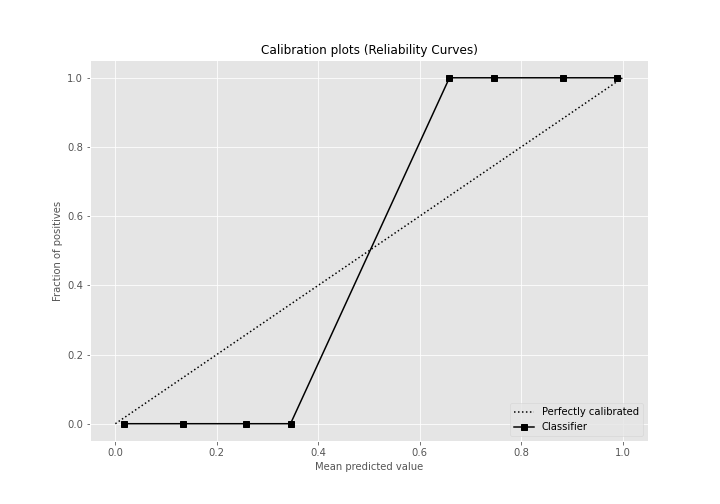 Calibration plots (Reliability Curves)
1.0
0.8
0.6
0.4
0.2
0.0
Fraction of positives
0.0 0.2 0.4 0.6 0.8 1.0
Mean predicted value
Perfectly calibrated
Classifier